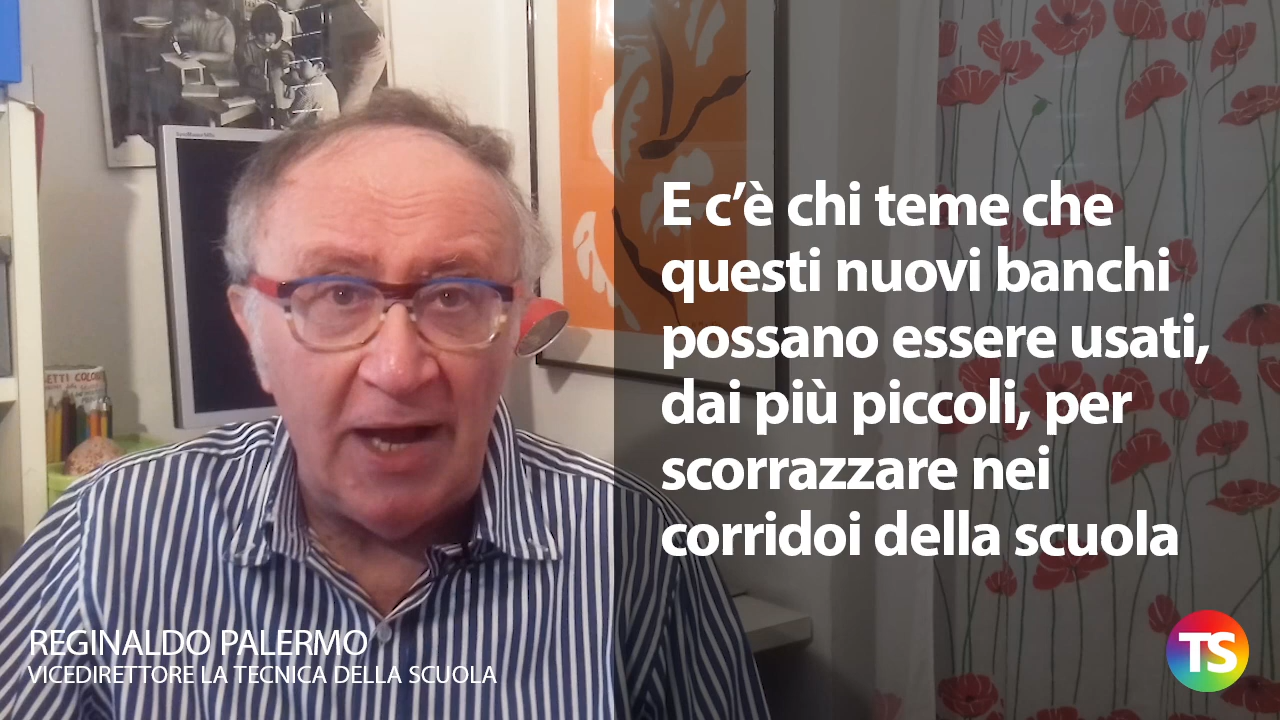 E c’è chi teme che
questi nuovi banchi
possano essere usati,
dai più piccoli, per
scorrazzare nei
corridoi della scuola
REGINALDO PALERMO
VICEDIRETTORE LA TECNICA DELLA SCUOLA
TS